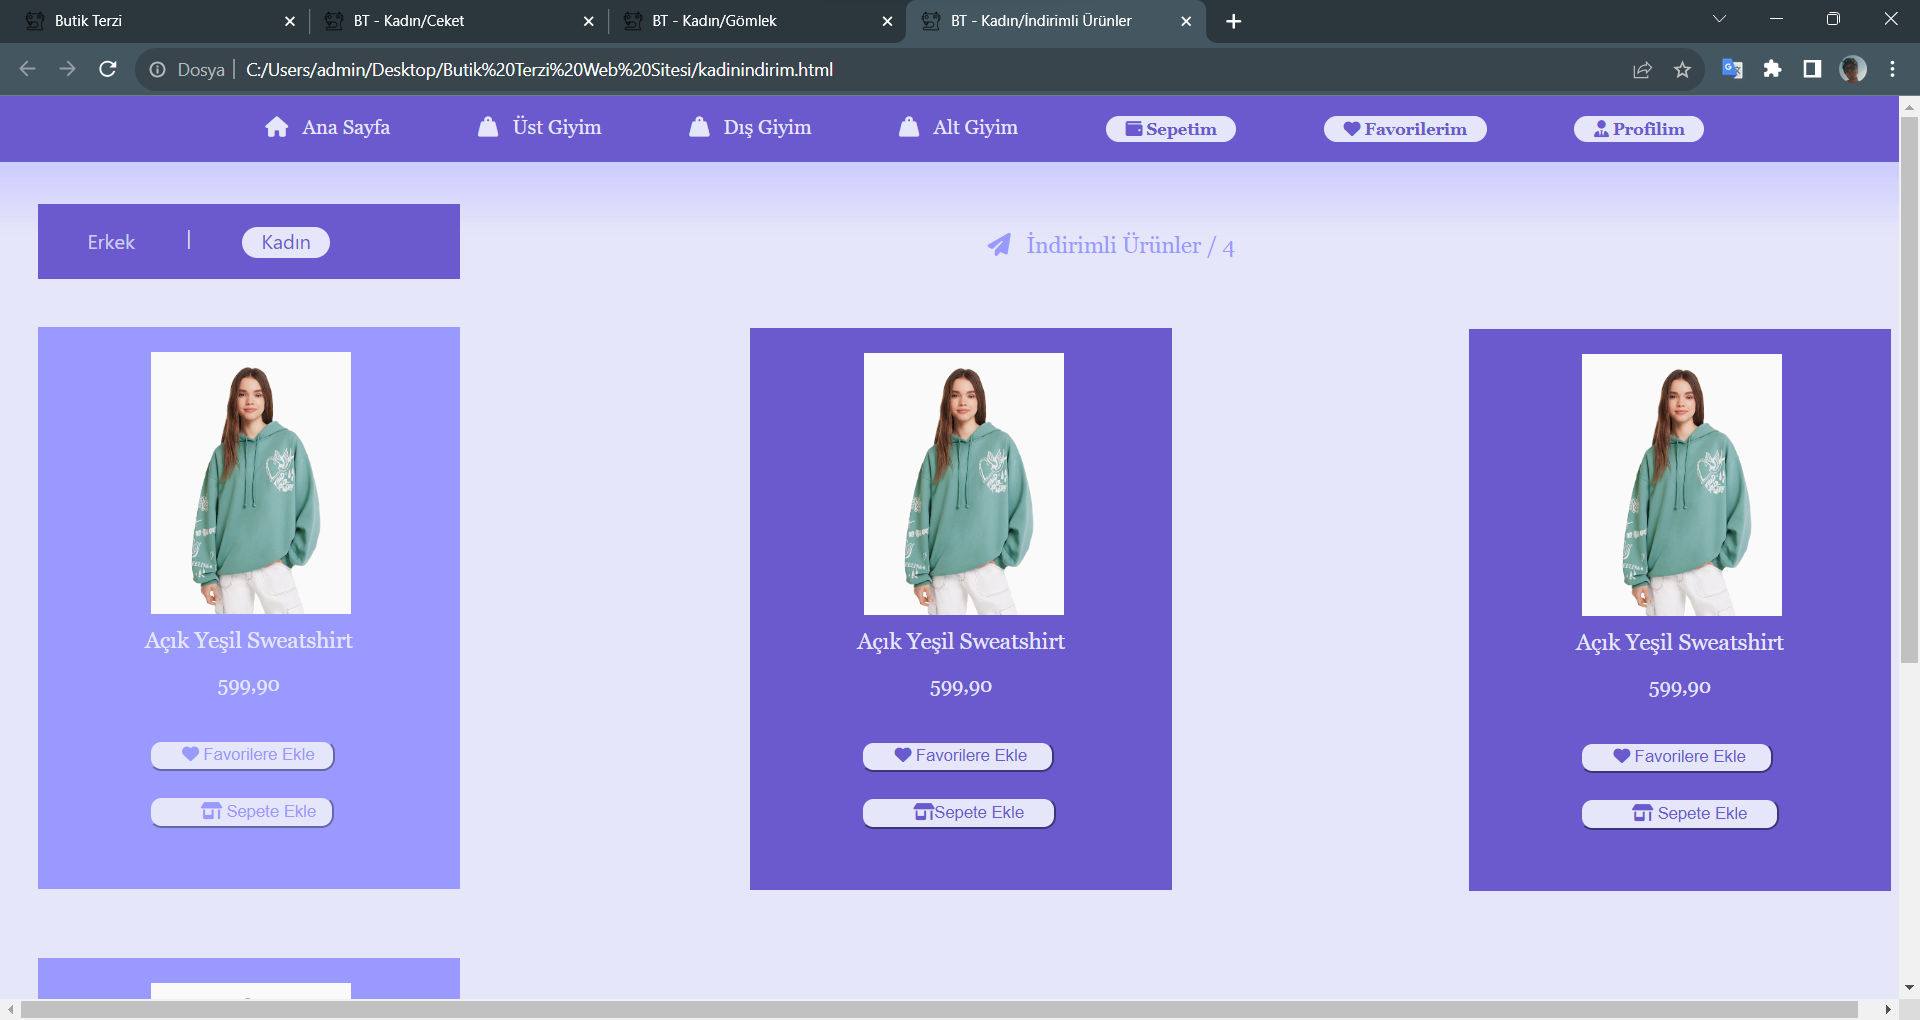 Butik Terzi
BT - Kadın/Ceket
BT - Kadın/Gömlek
BT - Kadın/İndirimli Ürünler
Dosya | C:/Users/admin/Desktop/Butik%20Terzi%20Web%20Sitesi/kadinindirim.html
Ana Sayfa
Üst Giyim
Dış Giyim
Alt Giyim
Sepetim
Favorilerim
Profilim
Erkek | Kadın
İndirimli Ürünler / 4
Açık Yeşil Sweatshirt
599,90
Favorilere Ekle
Sepete Ekle
Açık Yeşil Sweatshirt
599,90
Favorilere Ekle
Sepete Ekle
Açık Yeşil Sweatshirt
599,90
Favorilere Ekle
Sepete Ekle